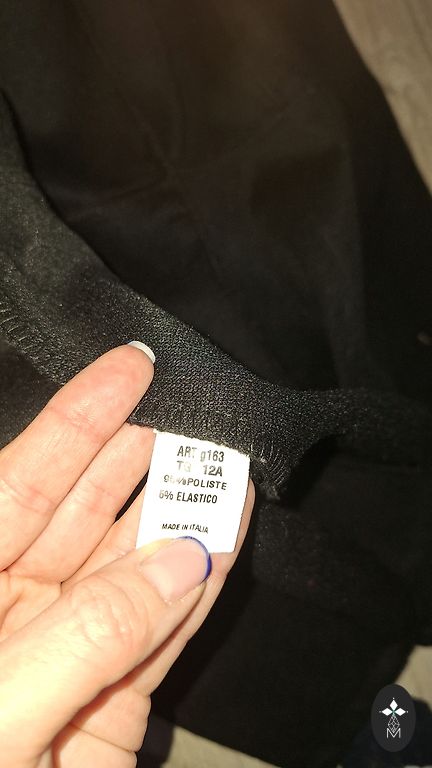 ART g163
TG 12A
95%POLISTE
5% ELASTICO
MADE IN ITALIA
M